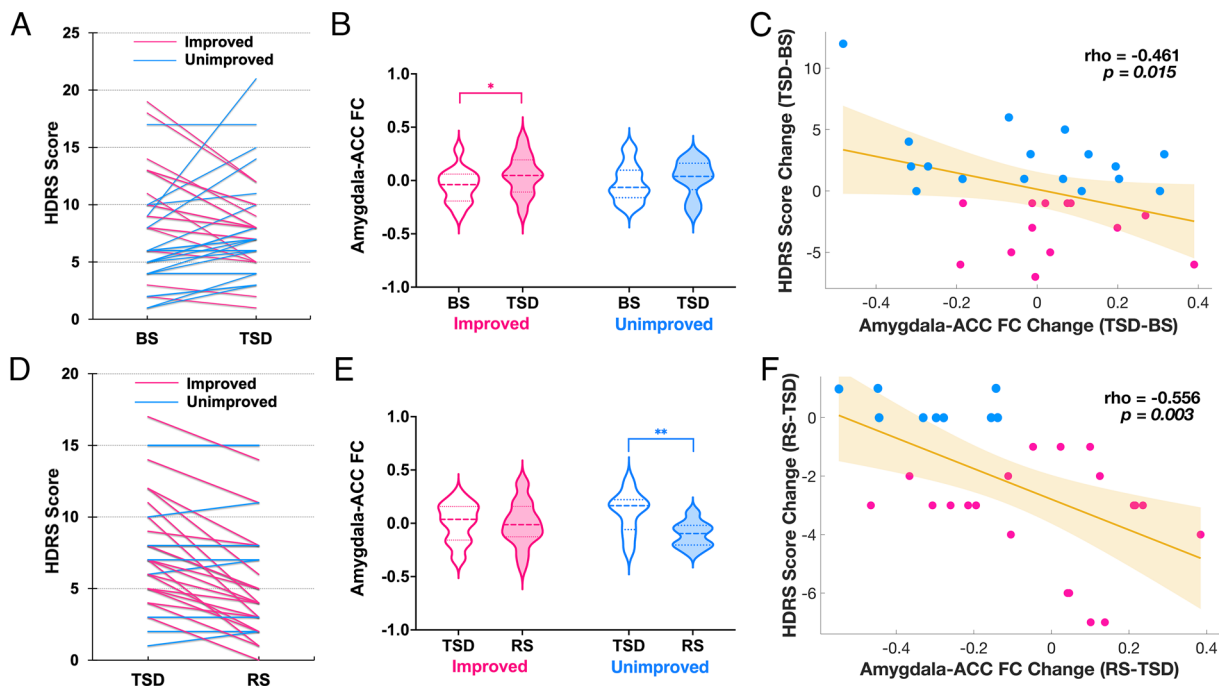 A
25
20
15
10
5
0
HDRS Score
Improved
Unimproved
BS
TSD
B
1.0
0.5
0.0
-0.5
-1.0
Amygdala-ACC FC
*
BS
TSD
BS
TSD
Improved
Unimproved
C
10
5
0
-5
HDRS Score Change (TSD-BS)
rho = -0.461
p = 0.015
-0.4
-0.2
0
0.2
0.4
Amygdala-ACC FC Change (TSD-BS)
D
20
15
10
5
0
HDRS Score
Improved
Unimproved
TSD
RS
E
1.0
0.5
0.0
-0.5
-1.0
Amygdala-ACC FC
**
TSD
RS
TSD
RS
Improved
Unimproved
F
0
-2
-4
-6
HDRS Score Change (RS-TSD)
rho = -0.556
p = 0.003
-0.4
-0.2
0
0.2
0.4
Amygdala-ACC FC Change (RS-TSD)